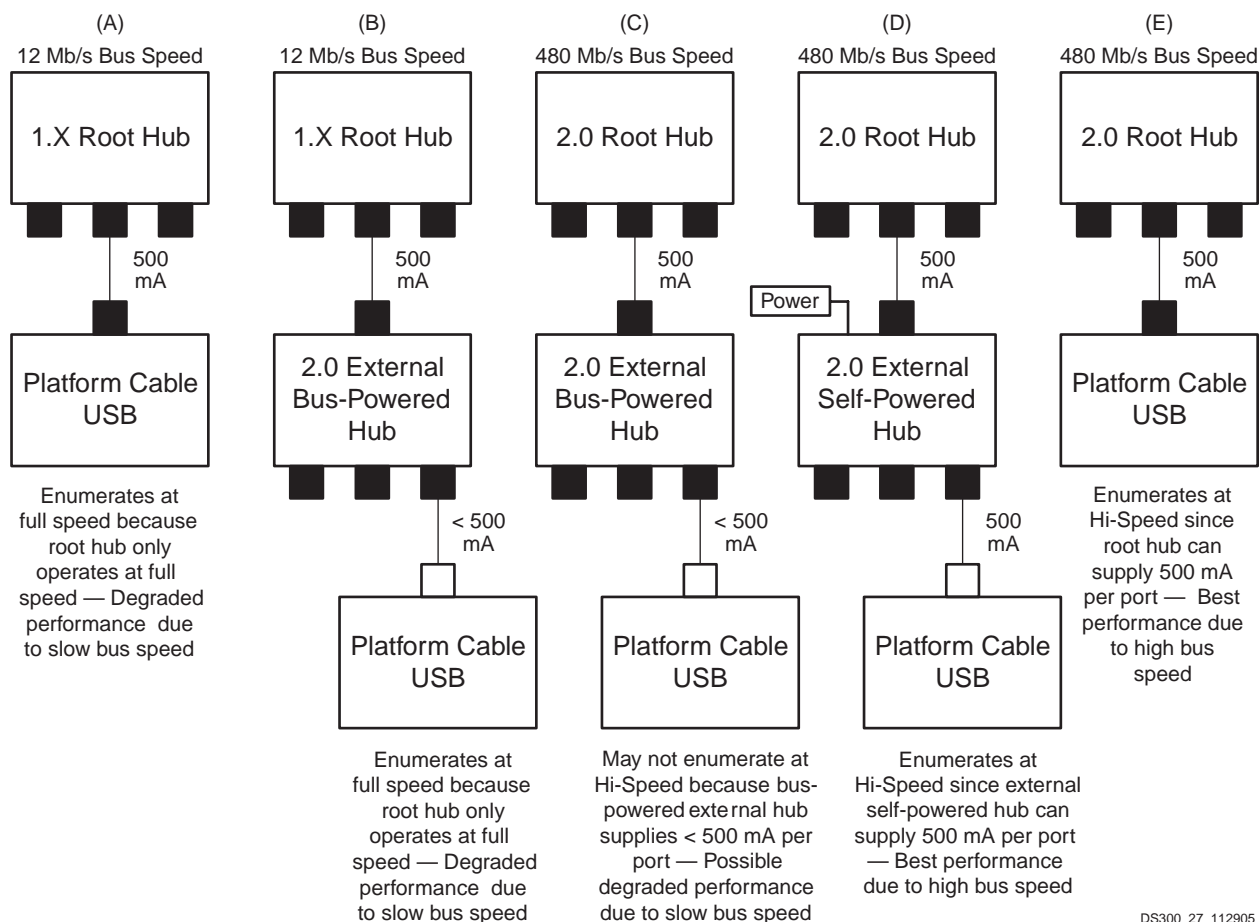 (A)
12 Mb/s Bus Speed
1.X Root Hub
500
mA
Platform Cable
USB
Enumerates at
full speed because
root hub only
operates at full
speed — Degraded
performance due
to slow bus speed
(B)
12 Mb/s Bus Speed
1.X Root Hub
500
mA
2.0 External
Bus-Powered
Hub
< 500
mA
Platform Cable
USB
Enumerates at
full speed because
root hub only
operates at full
speed — Degraded
performance due
to slow bus speed
(C)
480 Mb/s Bus Speed
2.0 Root Hub
500
mA
2.0 External
Bus-Powered
Hub
< 500
mA
Platform Cable
USB
May not enumerate at
Hi-Speed because bus-
powered external hub
supplies < 500 mA per
port — Possible
degraded performance
due to slow bus speed
(D)
480 Mb/s Bus Speed
2.0 Root Hub
500
mA
Power
2.0 External
Self-Powered
Hub
500
mA
Platform Cable
USB
Enumerates at
Hi-Speed since external
self-powered hub can
supply 500 mA per port
— Best performance
due to high bus speed
(E)
480 Mb/s Bus Speed
2.0 Root Hub
500
mA
Platform Cable
USB
Enumerates at
Hi-Speed since
root hub can
supply 500 mA
per port — Best
performance due
to high bus
speed
DS300_27_112905